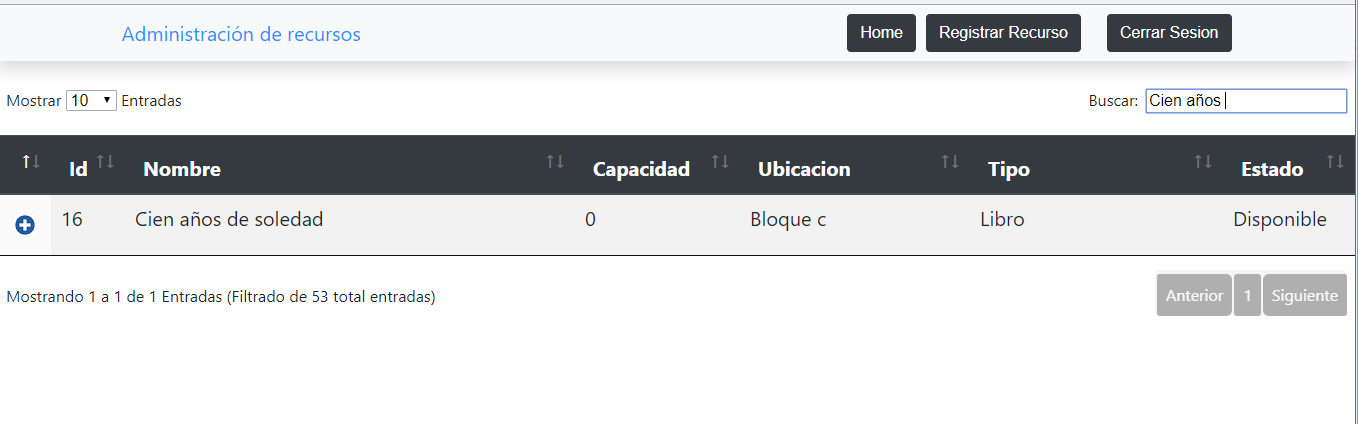 Administración de recursos Home Registrar Recurso Cerrar Sesion
Mostrar 10 Entradas Buscar: Cien años
Id Nombre Capacidad Ubicacion Tipo Estado
16 Cien años de soledad 0 Bloque c Libro Disponible
Mostrando 1 a 1 de 1 Entradas (Filtrado de 53 total entradas) Anterior 1 Siguiente